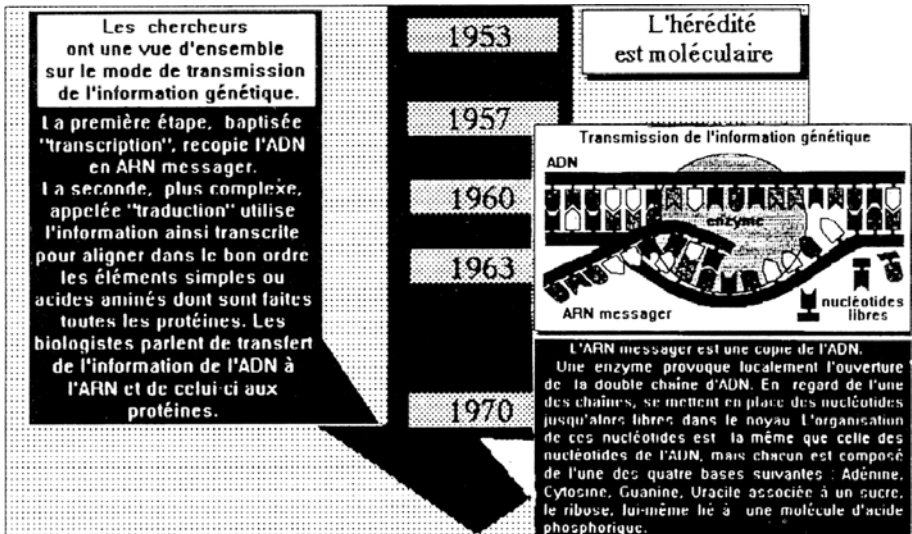 Les chercheurs
ont une vue d'ensemble
sur le mode de transmission
de l'information génétique.
La première étape, baptisée
"transcription", recopie l'ADN
en ARN messager.
La seconde, plus complexe,
appelée "traduction" utilise
l'information ainsi transcrite
pour aligner dans le bon ordre
les éléments simples ou
acides aminés dont sont faites
toutes les protéines. Les
biologistes parlent de transfert
de l'information de l'ADN à
l'ARN et de celui-ci aux
protéines.
1953
1957
1960
1963
1970
L'hérédité
est moléculaire
Transmission de l'information génétique
ADN
enzyme
ARN messager
nucléotides
libres
L'ARN messager est une copie de l'ADN.
Une enzyme provoque localement l'ouverture
de la double chaîne d'ADN. En regard de l'une
des chaînes, se mettent en place des nucléotides
jusqu'alors libres dans le noyau. L'organisation
de ces nucléotides est la même que celle des
nucléotides de l'ADN, mais chacun est composé
de l'une des quatre bases suivantes : Adénine,
Cytosine, Guanine, Uracile associée à un sucre,
le ribose, lui-même lié à une molécule d'acide
phosphorique.